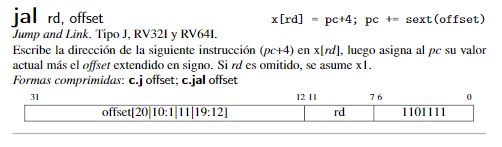 jal rd, offset x[rd] = pc+4; pc += sext(offset)
Jump and Link. Tipo J, RV32I y RV64I.
Escribe la dirección de la siguiente instrucción (pc+4) en x[rd], luego asigna al pc su valor
actual más el offset extendido en signo. Si rd es omitido, se asume x1.
Formas comprimidas: c.j offset; c.jal offset
31 12 11 7 6 0
offset[20|10:1|11|19:12] rd 1101111